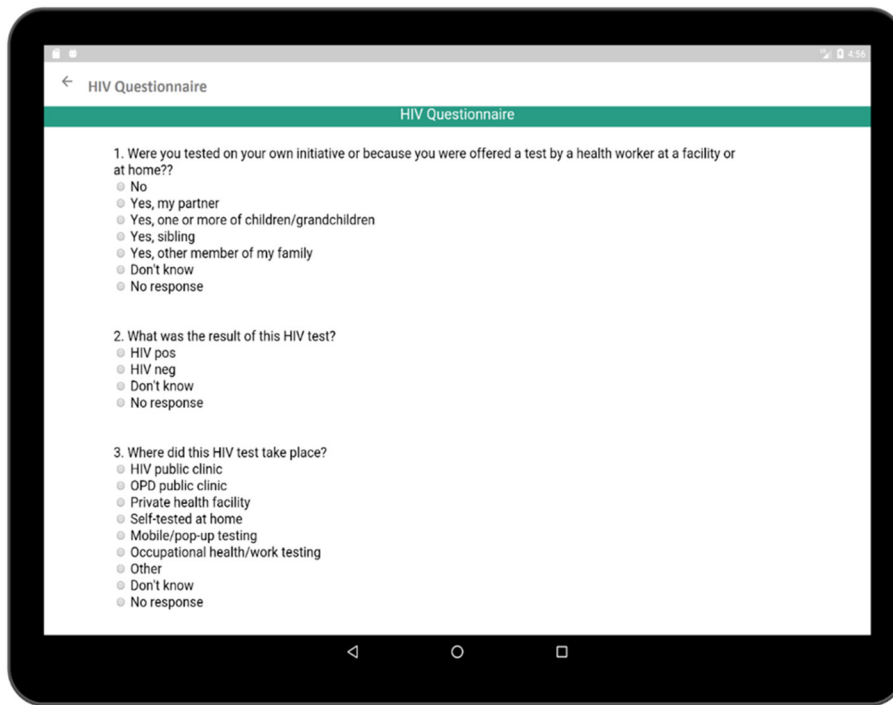 4:56
HIV Questionnaire
HIV Questionnaire
1. Were you tested on your own initiative or because you were offered a test by a health worker at a facility or
at home??
No
Yes, my partner
Yes, one or more of children/grandchildren
Yes, sibling
Yes, other member of my family
Don't know
No response
2. What was the result of this HIV test?
HIV pos
HIV neg
Don't know
No response
3. Where did this HIV test take place?
HIV public clinic
OPD public clinic
Private health facility
Self-tested at home
Mobile/pop-up testing
Occupational health/work testing
Other
Don't know
No response